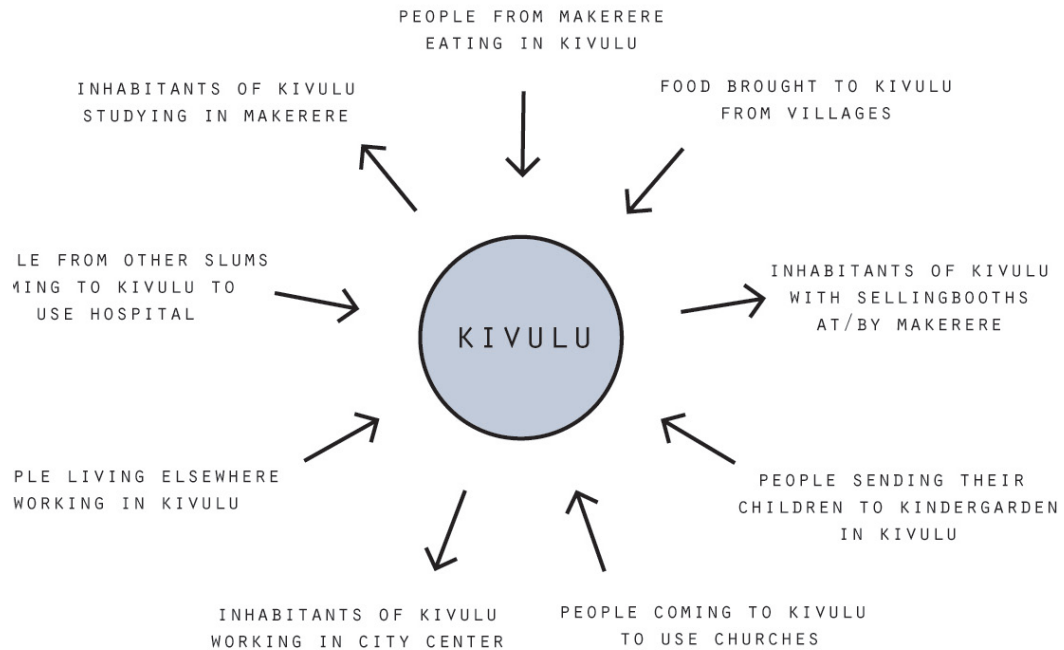 PEOPLE FROM MAKERERE
EATING IN KIVULU
INHABITANTS OF KIVULU
STUDYING IN MAKERERE
FOOD BROUGHT TO KIVULU
FROM VILLAGES
LE FROM OTHER SLUMS
MING TO KIVULU TO
USE HOSPITAL
KIVULU
INHABITANTS OF KIVULU
WITH SELLINGBOOTHS
AT/BY MAKERERE
PLE LIVING ELSEWHERE
WORKING IN KIVULU
PEOPLE SENDING THEIR
CHILDREN TO KINDERGARDEN
IN KIVULU
INHABITANTS OF KIVULU
WORKING IN CITY CENTER
PEOPLE COMING TO KIVULU
TO USE CHURCHES